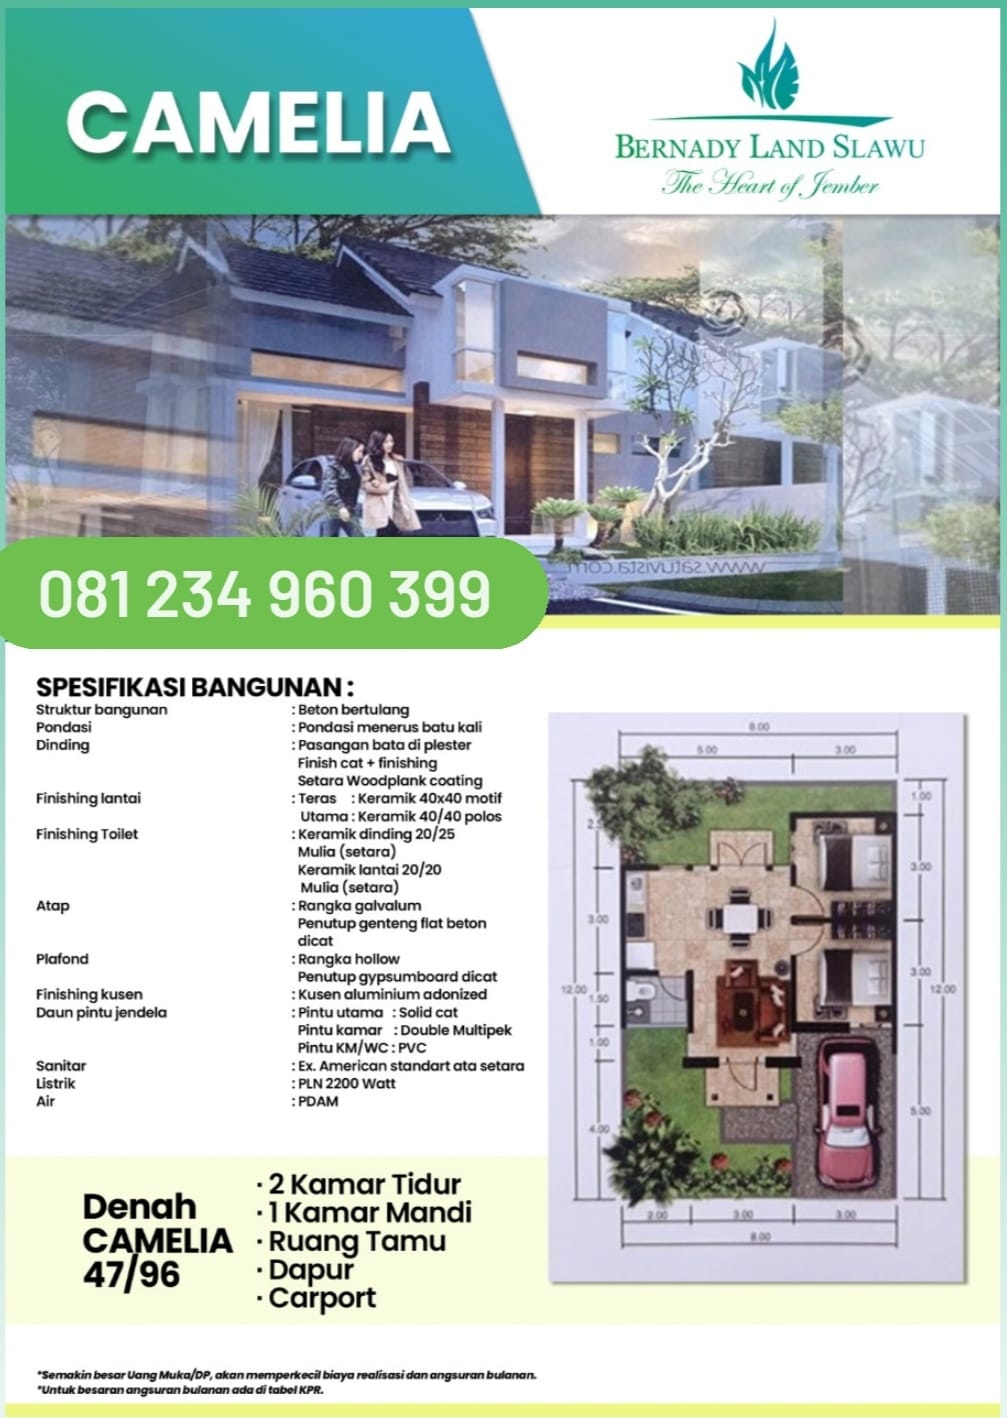 CAMELIA
BERNADY LAND SLAWU
The Heart of Jember
www.satuvista.com
081 234 960 399
SPESIFIKASI BANGUNAN :
Struktur bangunan : Beton bertulang
Pondasi : Pondasi menerus batu kali
Dinding : Pasangan bata di plester
Finish cat + finishing
Setara Woodplank coating
Finishing lantai : Teras : Keramik 40x40 motif
Utama : Keramik 40/40 polos
Finishing Toilet : Keramik dinding 20/25
Mulia (setara)
Keramik lantai 20/20
Mulia (setara)
Atap : Rangka galvalum
Penutup genteng flat beton
dicat
Plafond : Rangka hollow
Penutup gypsumboard dicat
Finishing kusen : Kusen aluminium adonized
Daun pintu jendela : Pintu utama : Solid cat
Pintu kamar : Double Multipek
Pintu KM/WC : PVC
Sanitar : Ex. American standart ata setara
Listrik : PLN 2200 Watt
Air : PDAM
8.00
5.00 3.00
1.00
3.00
3.00
3.00
12.00
12.00
1.50
1.00
5.00
4.00
2.00 3.00 3.00
8.00
Denah
CAMELIA
47/96
· 2 Kamar Tidur
· 1 Kamar Mandi
· Ruang Tamu
· Dapur
· Carport
*Semakin besar Uang Muka/DP, akan memperkecil biaya realisasi dan angsuran bulanan.
*Untuk besaran angsuran bulanan ada di tabel KPR.